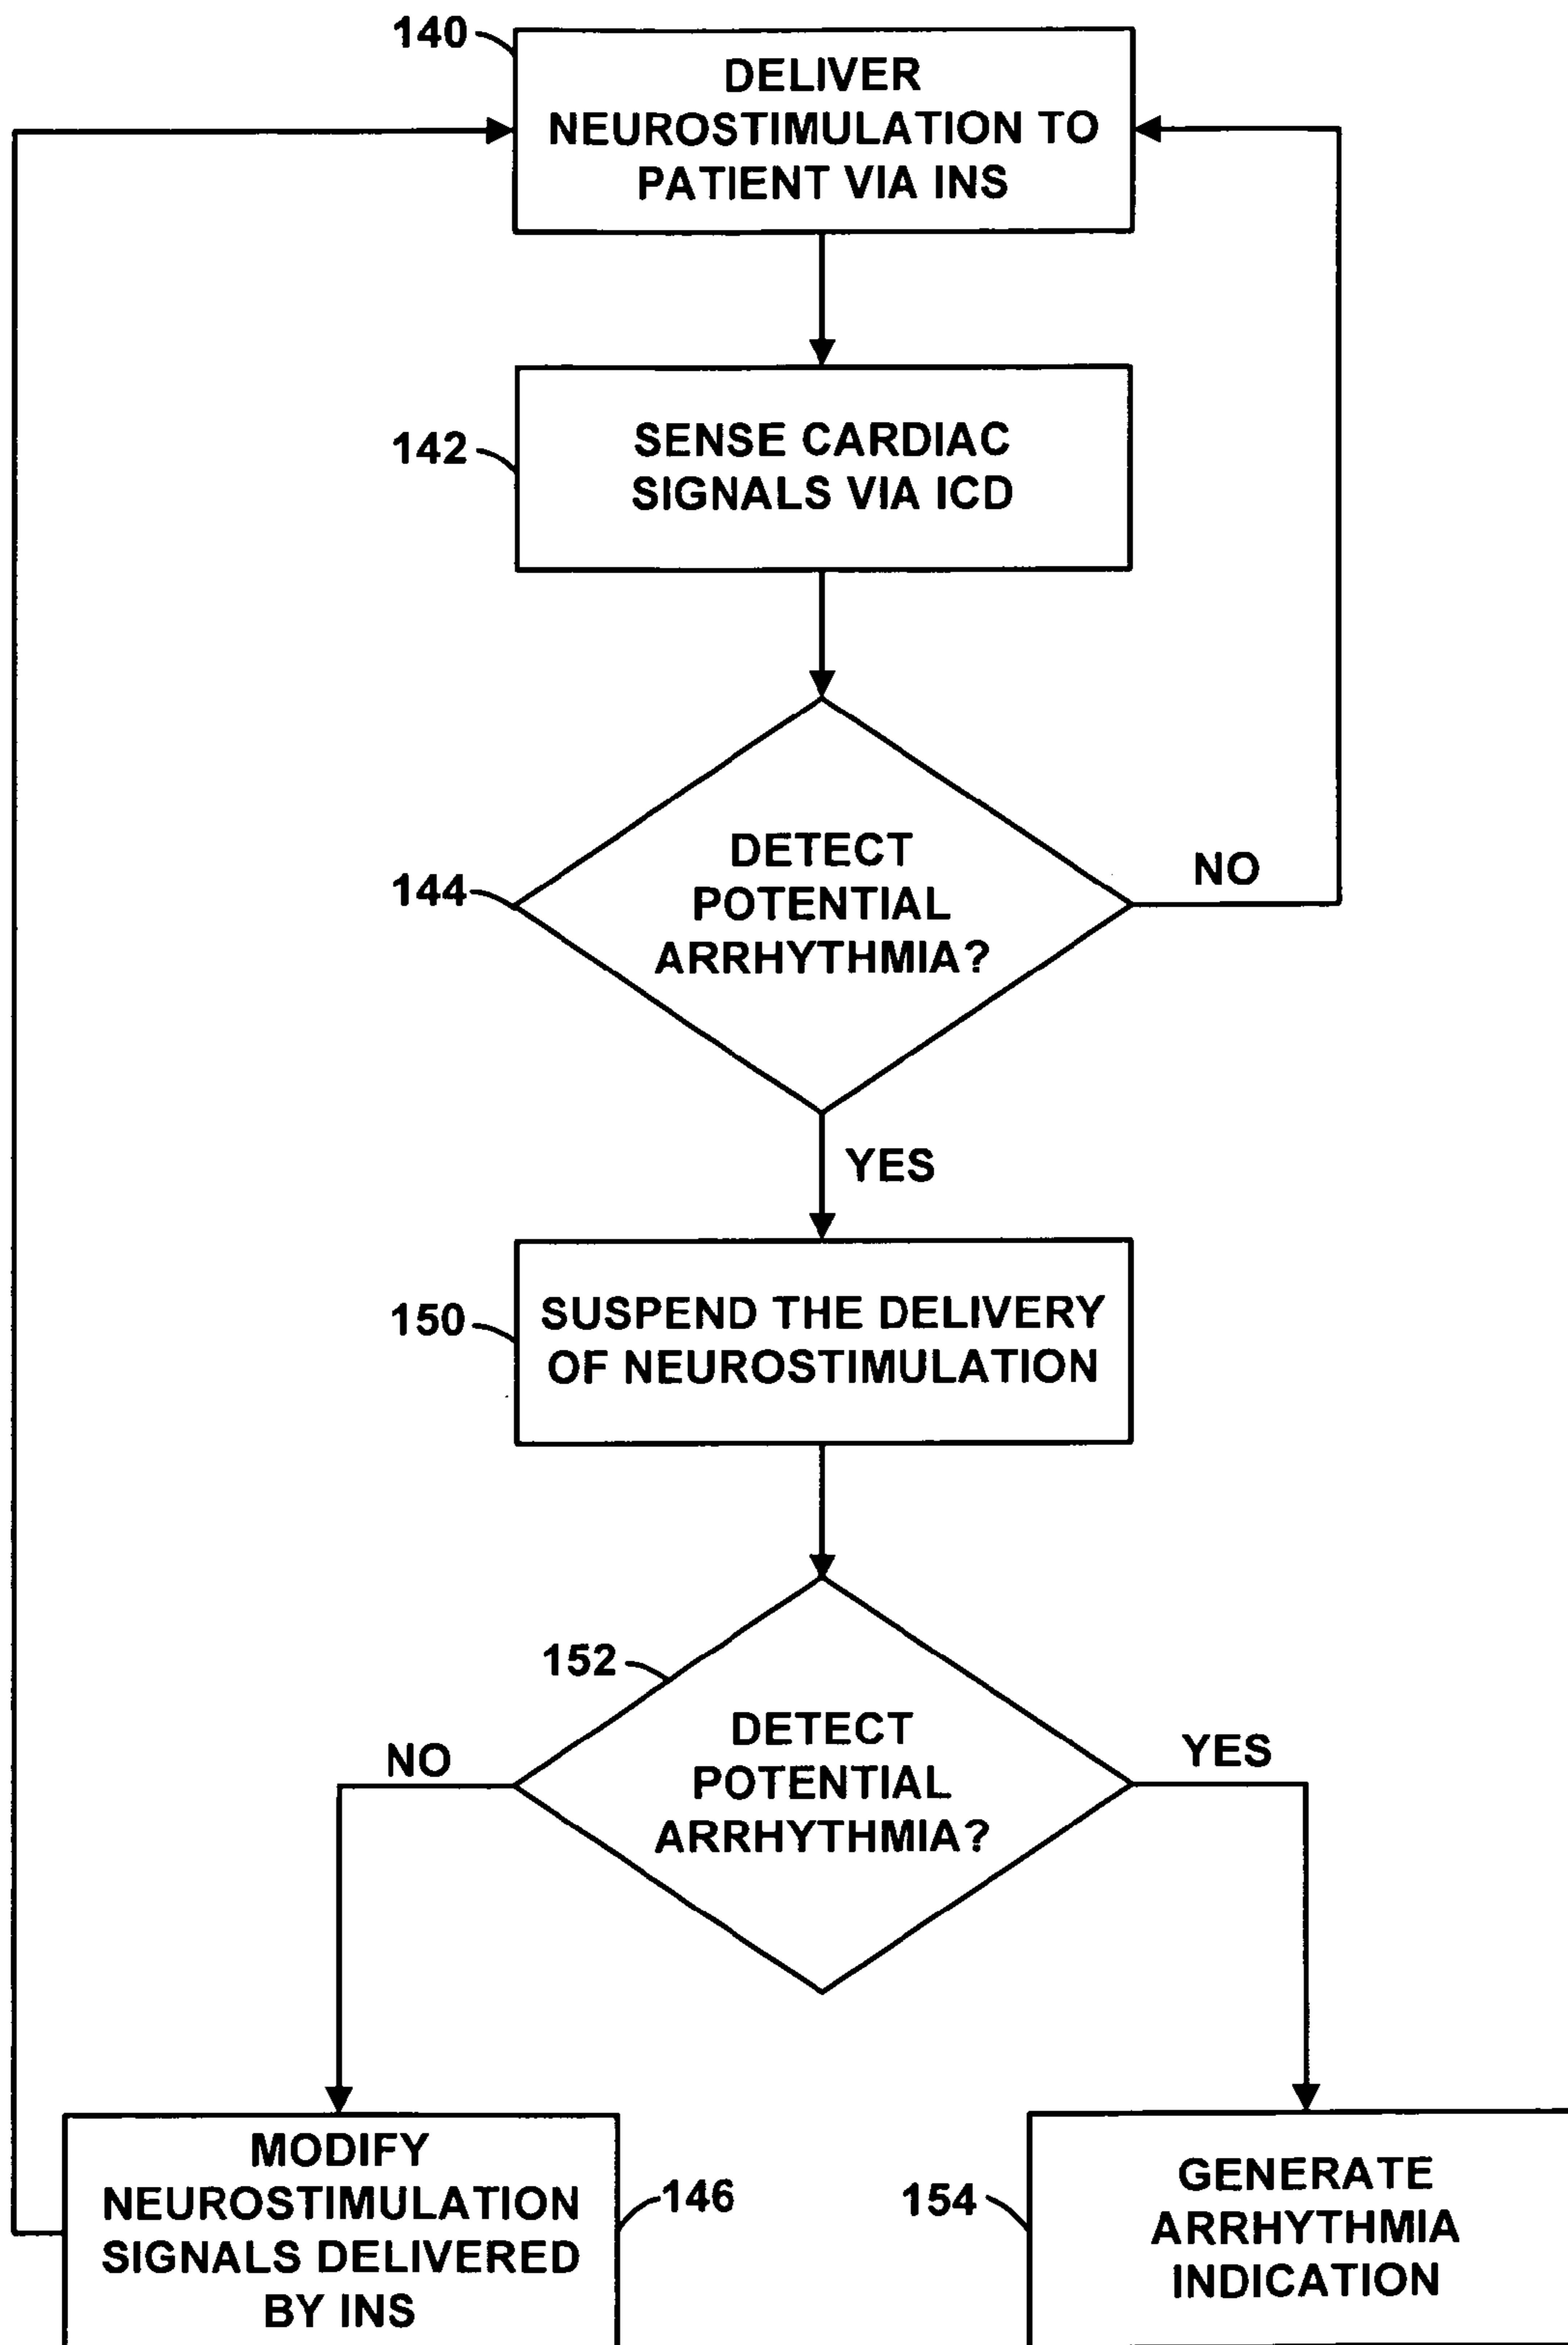 140
DELIVER
NEUROSTIMULATION TO
PATIENT VIA INS
142
SENSE CARDIAC
SIGNALS VIA ICD
144
DETECT
POTENTIAL
ARRHYTHMIA?
NO
YES
150
SUSPEND THE DELIVERY
OF NEUROSTIMULATION
152
DETECT
POTENTIAL
ARRHYTHMIA?
NO
YES
MODIFY
NEUROSTIMULATION
SIGNALS DELIVERED
BY INS
146
154
GENERATE
ARRHYTHMIA
INDICATION